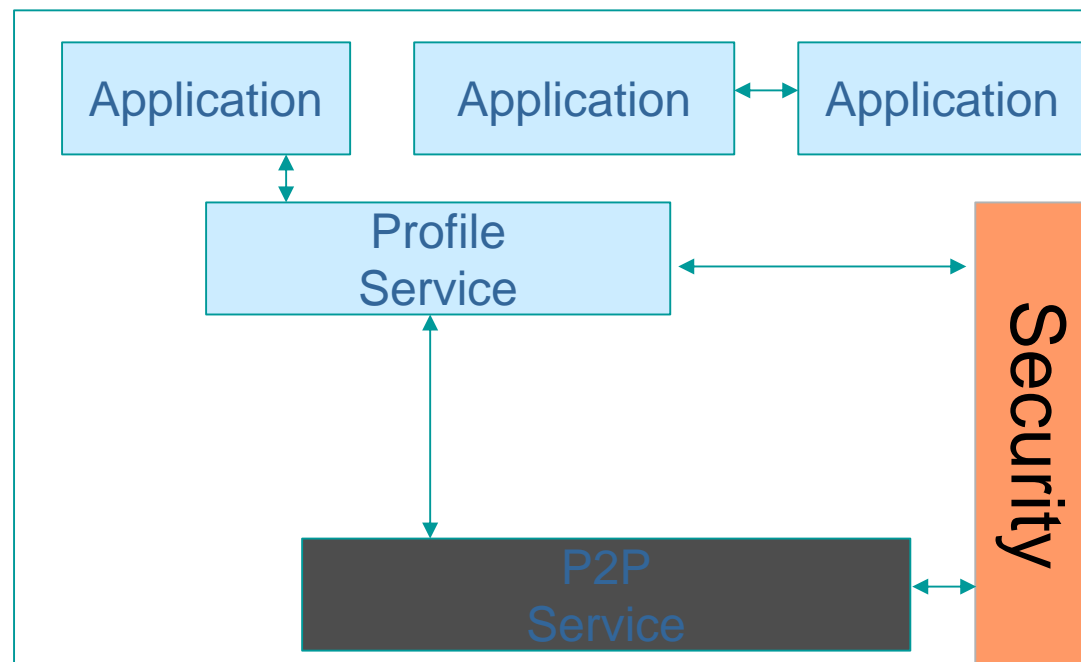 Application
Application
Application
Profile
Service
Security
P2P
Service